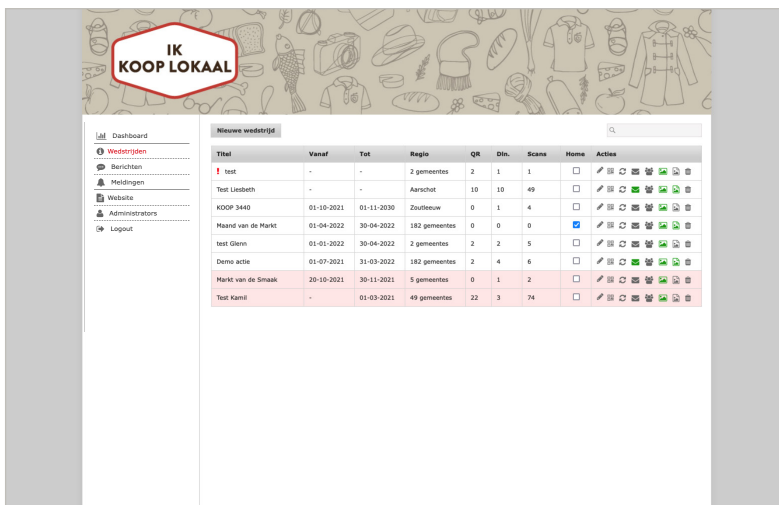 IK
KOOP LOKAAL
Dashboard
Wedstrijden
Berichten
Meldingen
Website
Administrators
Logout
Nieuwe wedstrijd
Titel Vanaf Tot Regio QR Dln. Scans Home Acties
! test - - 2 gemeentes 2 1 1
Test Liesbeth - - Aarschot 10 10 49
KOOP 3440 01-10-2021 01-11-2030 Zoutleeuw 0 1 4
Maand van de Markt 01-04-2022 30-04-2022 182 gemeentes 0 0 0
test Glenn 01-01-2022 30-04-2022 2 gemeentes 2 2 5
Demo actie 01-07-2021 31-03-2022 182 gemeentes 2 4 6
Markt van de Smaak 20-10-2021 30-11-2021 5 gemeentes 0 1 2
Test Kamil - 01-03-2021 49 gemeentes 22 3 74